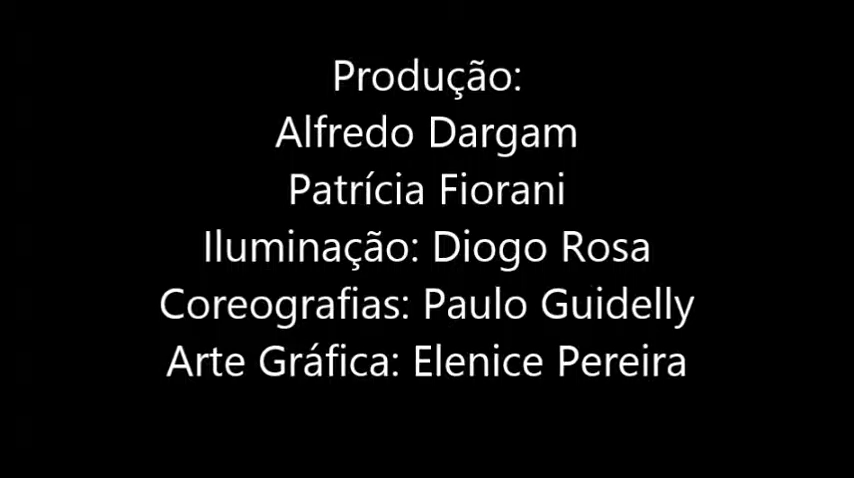 Produção:
Alfredo Dargam
Patrícia Fiorani
Iluminação: Diogo Rosa
Coreografias: Paulo Guidelly
Arte Gráfica: Elenice Pereira